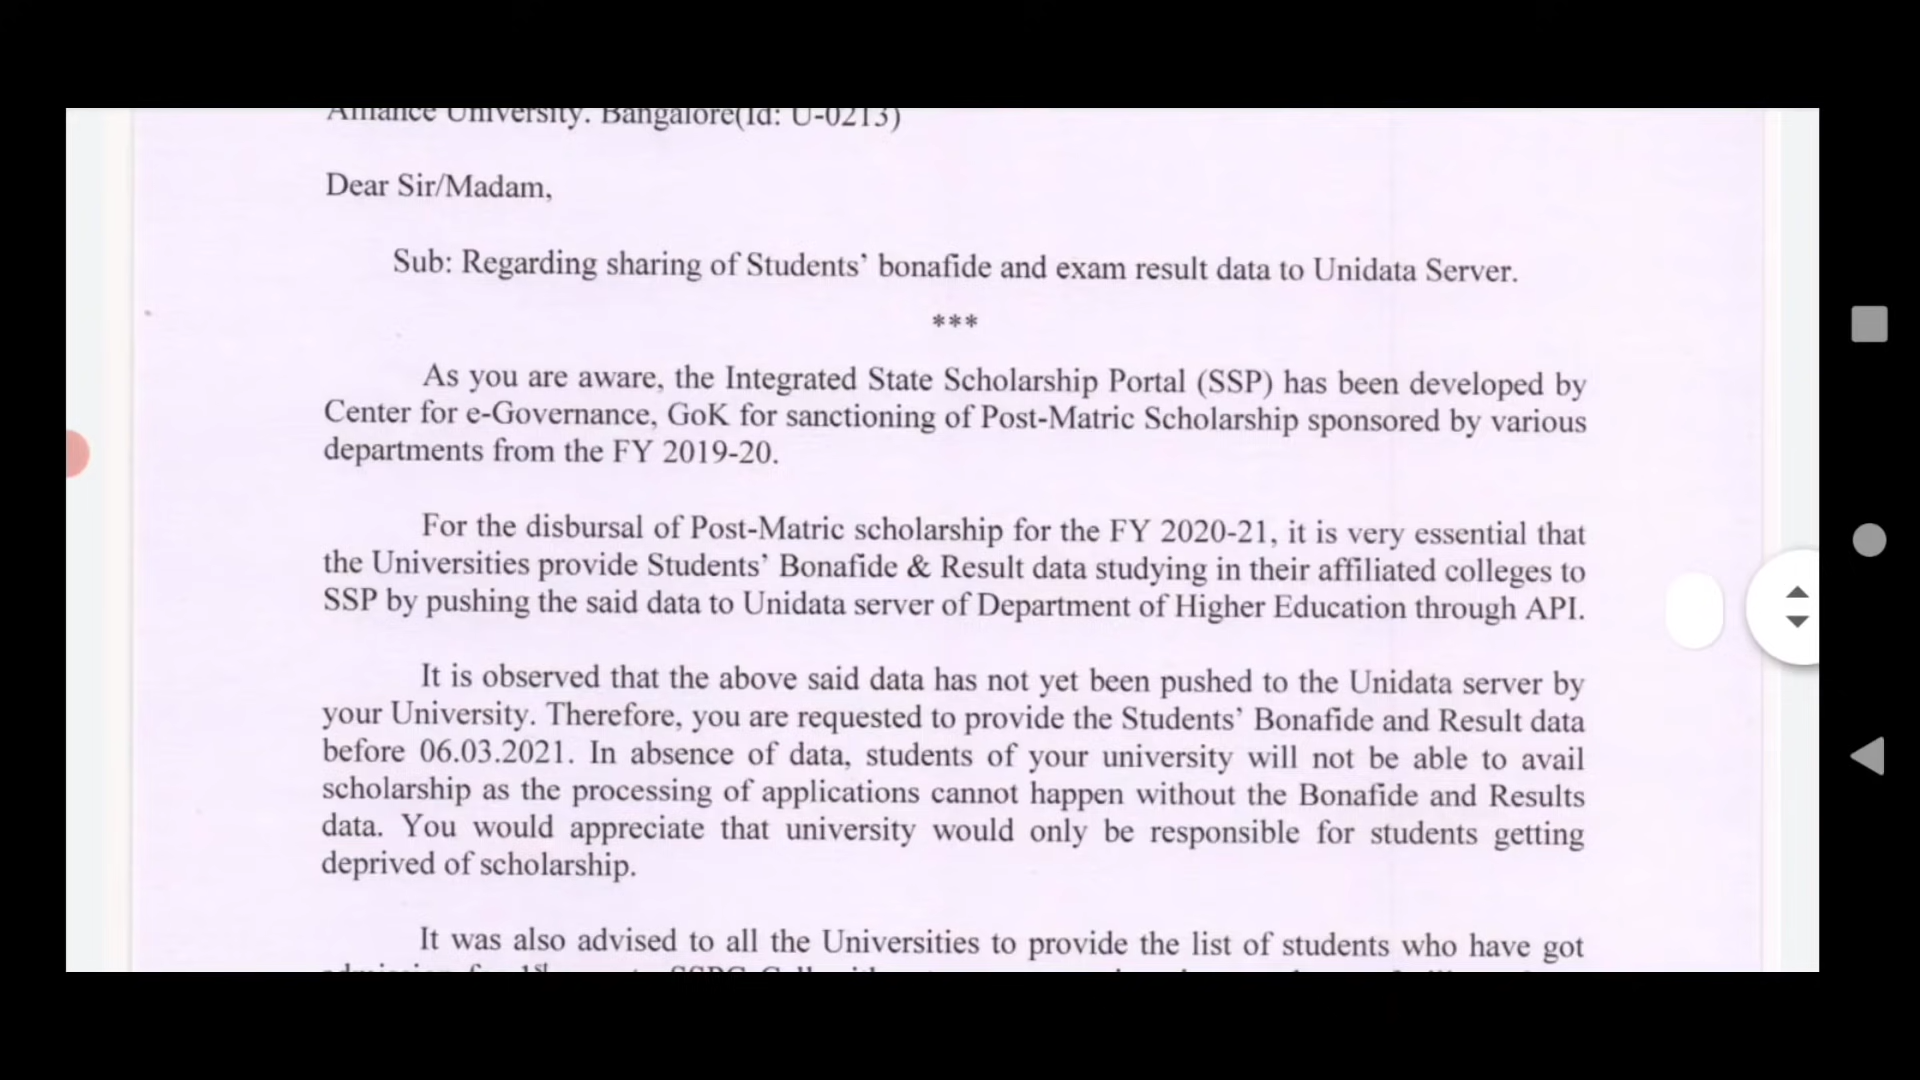 Alliance University. Bangalore(Id: U-0213)
Dear Sir/Madam,
Sub: Regarding sharing of Students’ bonafide and exam result data to Unidata Server.
***
As you are aware, the Integrated State Scholarship Portal (SSP) has been developed by
Center for e-Governance, GoK for sanctioning of Post-Matric Scholarship sponsored by various
departments from the FY 2019-20.
For the disbursal of Post-Matric scholarship for the FY 2020-21, it is very essential that
the Universities provide Students’ Bonafide & Result data studying in their affiliated colleges to
SSP by pushing the said data to Unidata server of Department of Higher Education through API.
It is observed that the above said data has not yet been pushed to the Unidata server by
your University. Therefore, you are requested to provide the Students’ Bonafide and Result data
before 06.03.2021. In absence of data, students of your university will not be able to avail
scholarship as the processing of applications cannot happen without the Bonafide and Results
data. You would appreciate that university would only be responsible for students getting
deprived of scholarship.
It was also advised to all the Universities to provide the list of students who have got